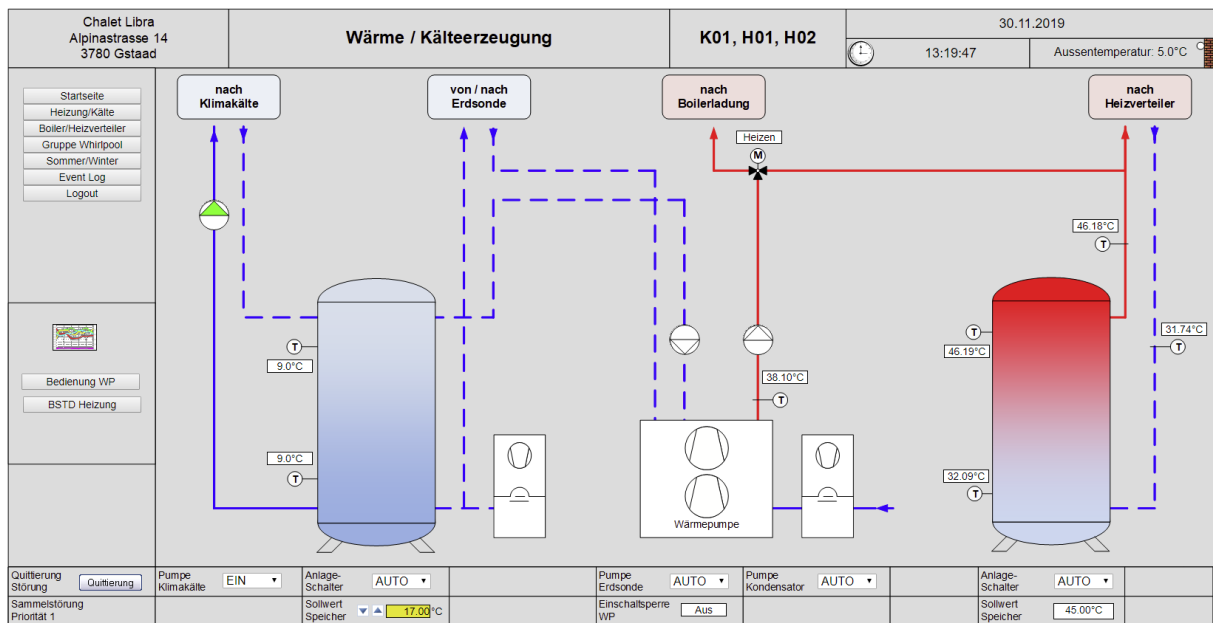 Chalet Libra
Alpinastrasse 14
3780 Gstaad
Wärme / Kälteerzeugung
K01, H01, H02
30.11.2019
13:19:47
Aussentemperatur: 5.0°C
Startseite
Heizung/Kälte
Boiler/Heizverteiler
Gruppe Whirlpool
Sommer/Winter
Event Log
Logout
Bedienung WP
BSTD Heizung
nach
Klimakälte
von / nach
Erdsonde
nach
Boilerladung
nach
Heizverteiler
Heizen
M
46.18°C
T
T
9.0°C
T
46.19°C
31.74°C
T
38.10°C
T
9.0°C
T
32.09°C
T
Wärmepumpe
Quittierung
Störung
Quittierung
Pumpe
Klimakälte
EIN
Anlage-
Schalter
AUTO
Pumpe
Erdsonde
AUTO
Pumpe
Kondensator
AUTO
Anlage-
Schalter
AUTO
Sammelstörung
Priorität 1
Sollwert
Speicher
17.00°C
Einschaltsperre
WP
Aus
Sollwert
Speicher
45.00°C